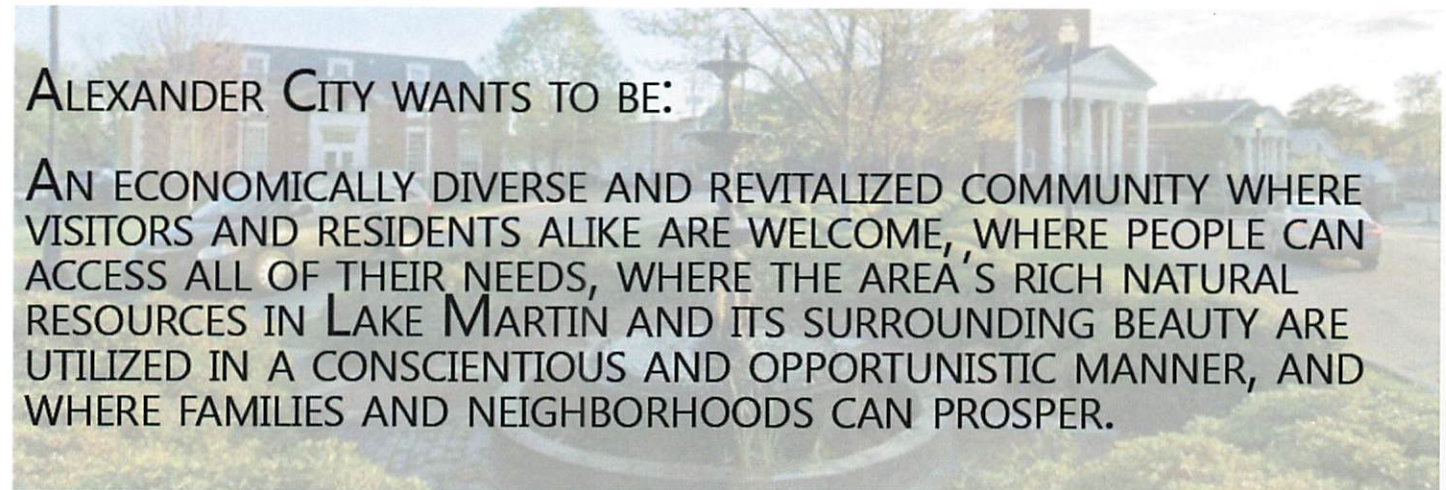 Alexander City wants to be:
An economically diverse and revitalized community where
visitors and residents alike are welcome, where people can
access all of their needs, where the area's rich natural
resources in Lake Martin and its surrounding beauty are
utilized in a conscientious and opportunistic manner, and
where families and neighborhoods can prosper.